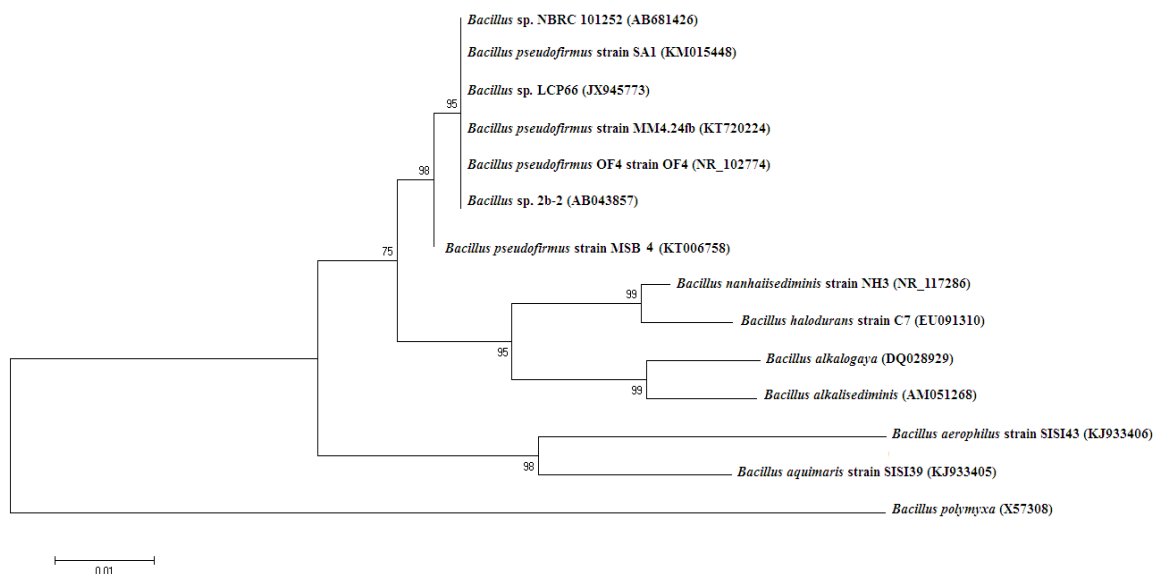 Bacillus sp. NBRC 101252 (AB681426)
Bacillus pseudofirmus strain SA1 (KM015448)
95
Bacillus sp. LCP66 (JX945773)
Bacillus pseudofirmus strain MM4.24fb (KT720224)
98
Bacillus pseudofirmus OF4 strain OF4 (NR_102774)
Bacillus sp. 2b-2 (AB043857)
75
Bacillus pseudofirmus strain MSB 4 (KT006758)
Bacillus nanhaiisediminis strain NH3 (NR_117286)
99
Bacillus halodurans strain C7 (EU091310)
95
Bacillus alkalogaya (DQ028929)
99
Bacillus alkalisediminis (AM051268)
Bacillus aerophilus strain SISI43 (KJ933406)
98
Bacillus aquimaris strain SISI39 (KJ933405)
Bacillus polymyxa (X57308)
0.01